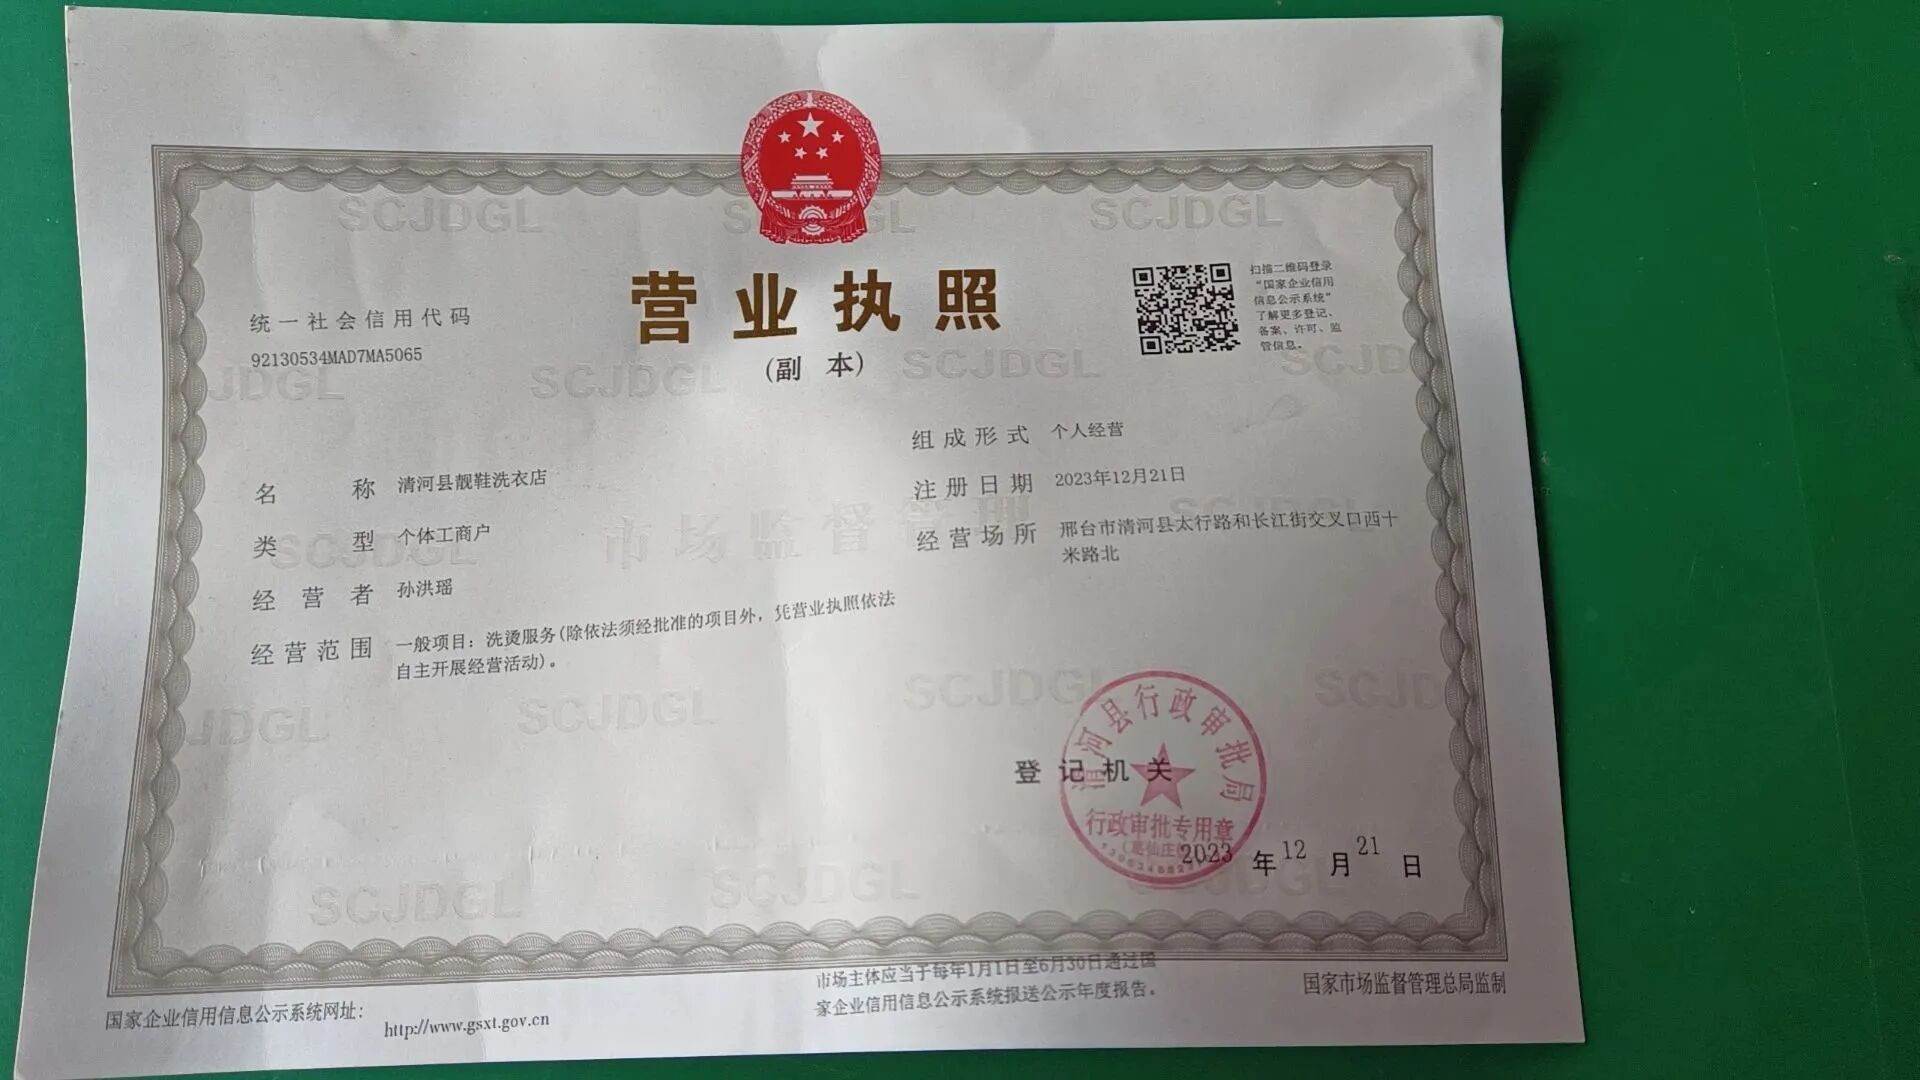 SCJDGL
SCJDGL
SCJDGL
营业执照
(副 本)
统一社会信用代码
92130534MAD7MA5065
扫描二维码登录
“国家企业信用
信息公示系统”
了解更多登记、
备案、许可、监
管信息。
JDGL
SCJDGL
SCJDGL
SCJD
名 称 清河县靓鞋洗衣店
类 型 个体工商户
经 营 者 孙洪瑶
经营范围 一般项目：洗烫服务(除依法须经批准的项目外，凭营业执照依法
自主开展经营活动)。
组成形式 个人经营
注册日期 2023年12月21日
经营场所 邢台市清河县太行路和长江街交叉口西十
米路北
SCJDGL
市场监督管理
SCJDGL
JDGL
SCJDGL
SCJDGL
SCJD
登记机关
清河县行政审批局
行政审批专用章
2023 年 12 月 21 日
SCJDGL
SCJDGL
SCJDGL
国家企业信用信息公示系统网址：
http://www.gsxt.gov.cn
市场主体应当于每年1月1日至6月30日通过国
家企业信用信息公示系统报送公示年度报告。
国家市场监督管理总局监制